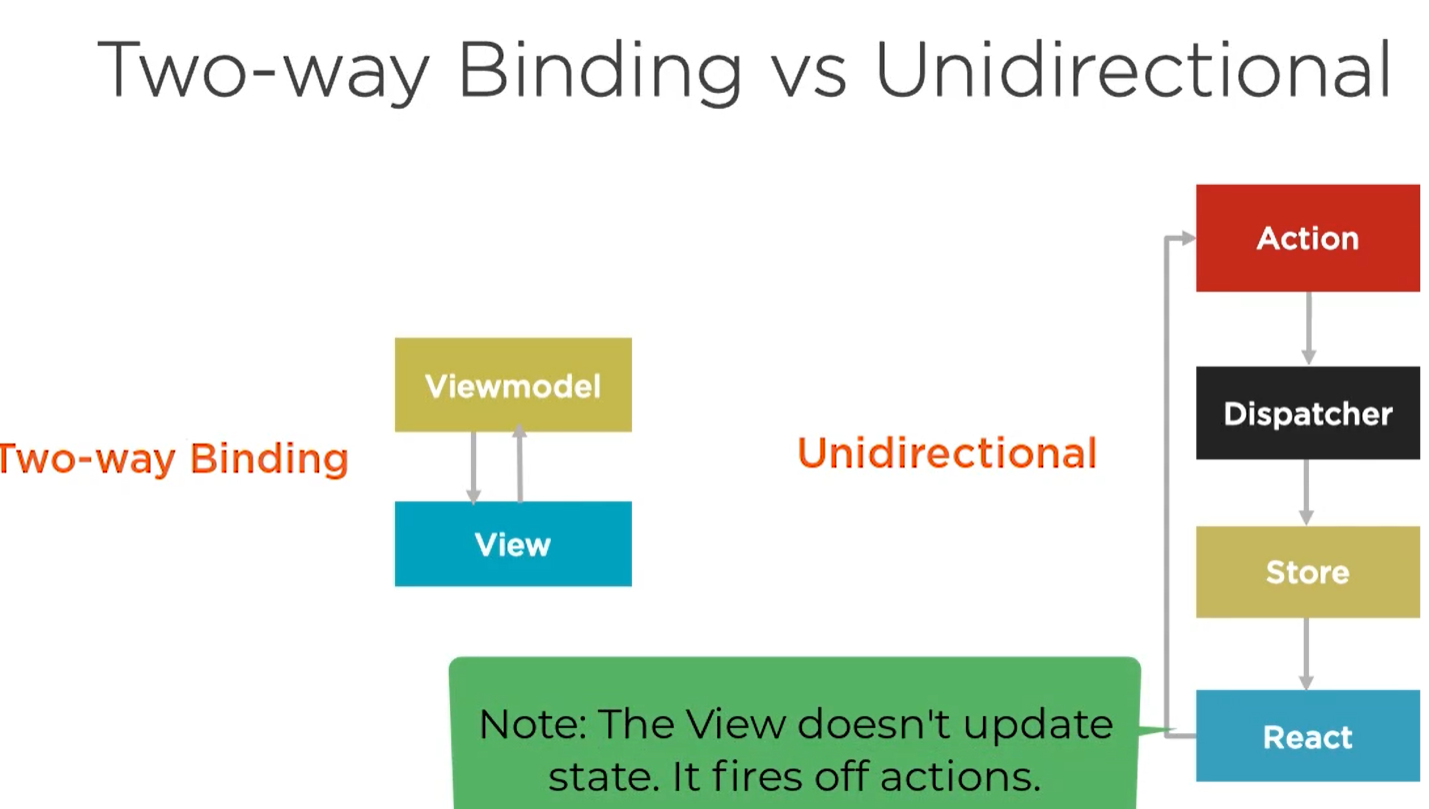 Two-way Binding vs Unidirectional
Two-way Binding
Viewmodel
View
Unidirectional
Action
Dispatcher
Store
React
Note: The View doesn't update
state. It fires off actions.